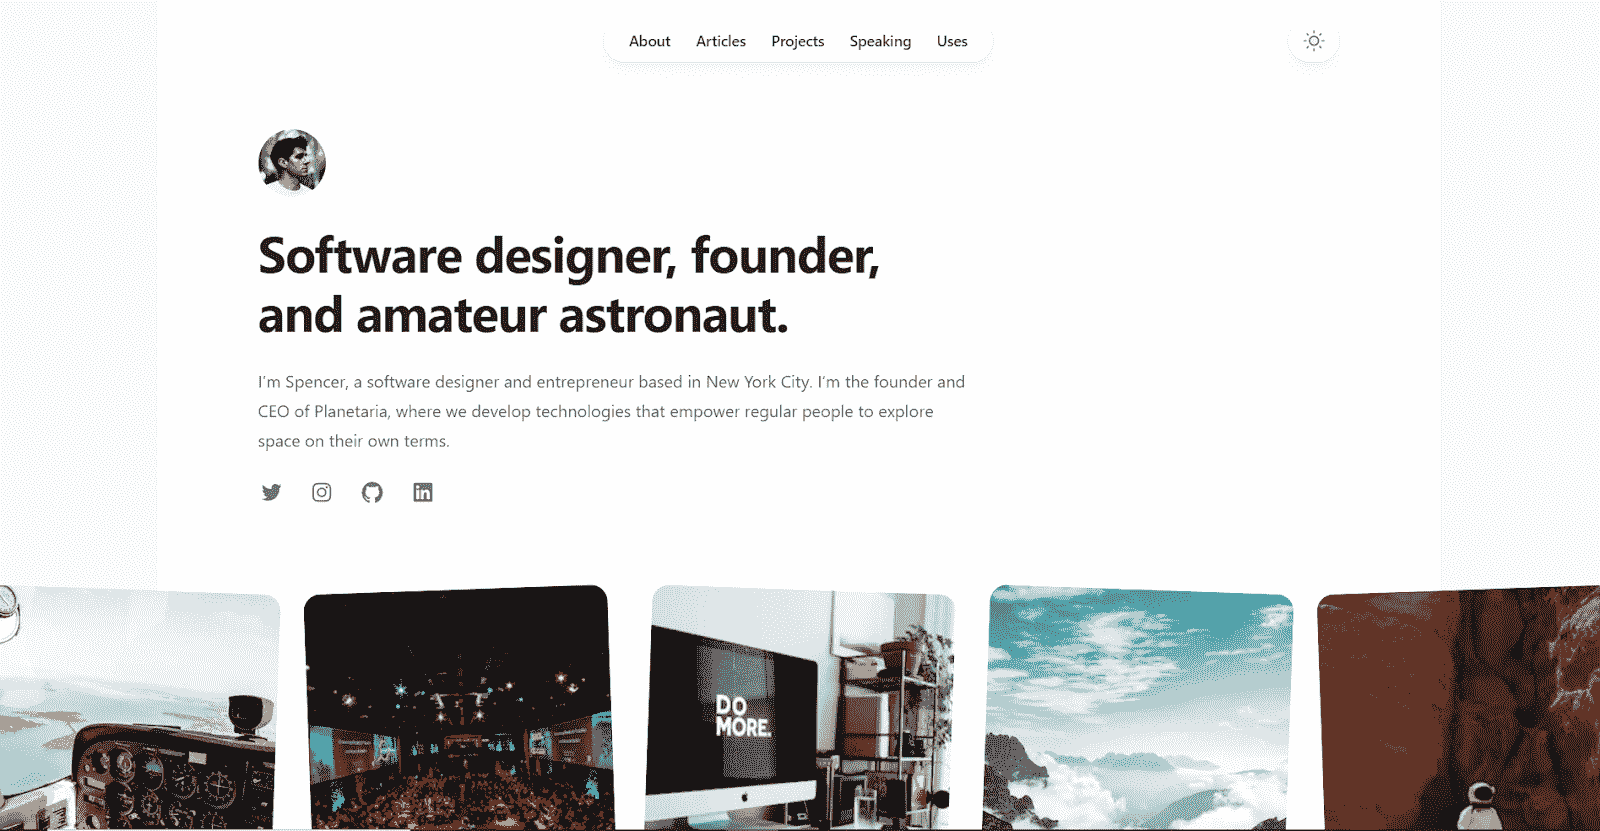 About Articles Projects Speaking Uses
Software designer, founder,
and amateur astronaut.
I'm Spencer, a software designer and entrepreneur based in New York City. I'm the founder and
CEO of Planetaria, where we develop technologies that empower regular people to explore
space on their own terms.
DO
MORE.